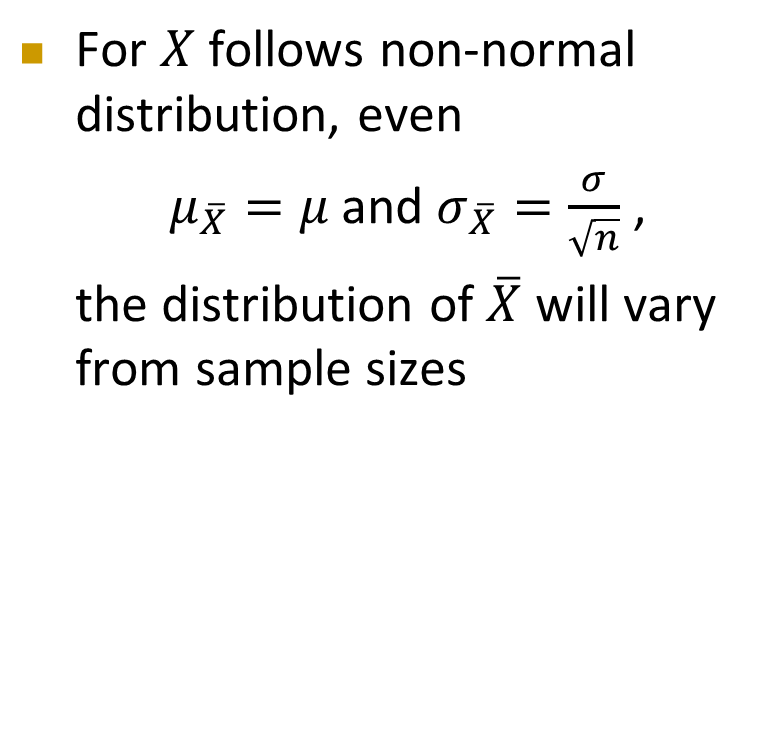 ■ For X follows non-normal
distribution, even
μ_X̄ = μ and σ_X̄ = σ/√n ,
the distribution of X̄ will vary
from sample sizes